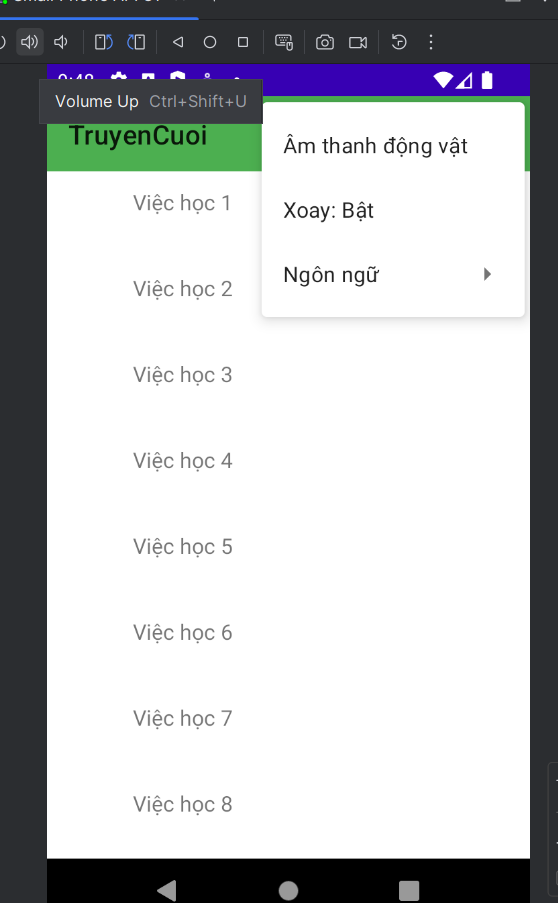 Volume Up Ctrl+Shift+U
TruyenCuoi
Âm thanh động vật
Xoay: Bật
Ngôn ngữ
Việc học 1
Việc học 2
Việc học 3
Việc học 4
Việc học 5
Việc học 6
Việc học 7
Việc học 8